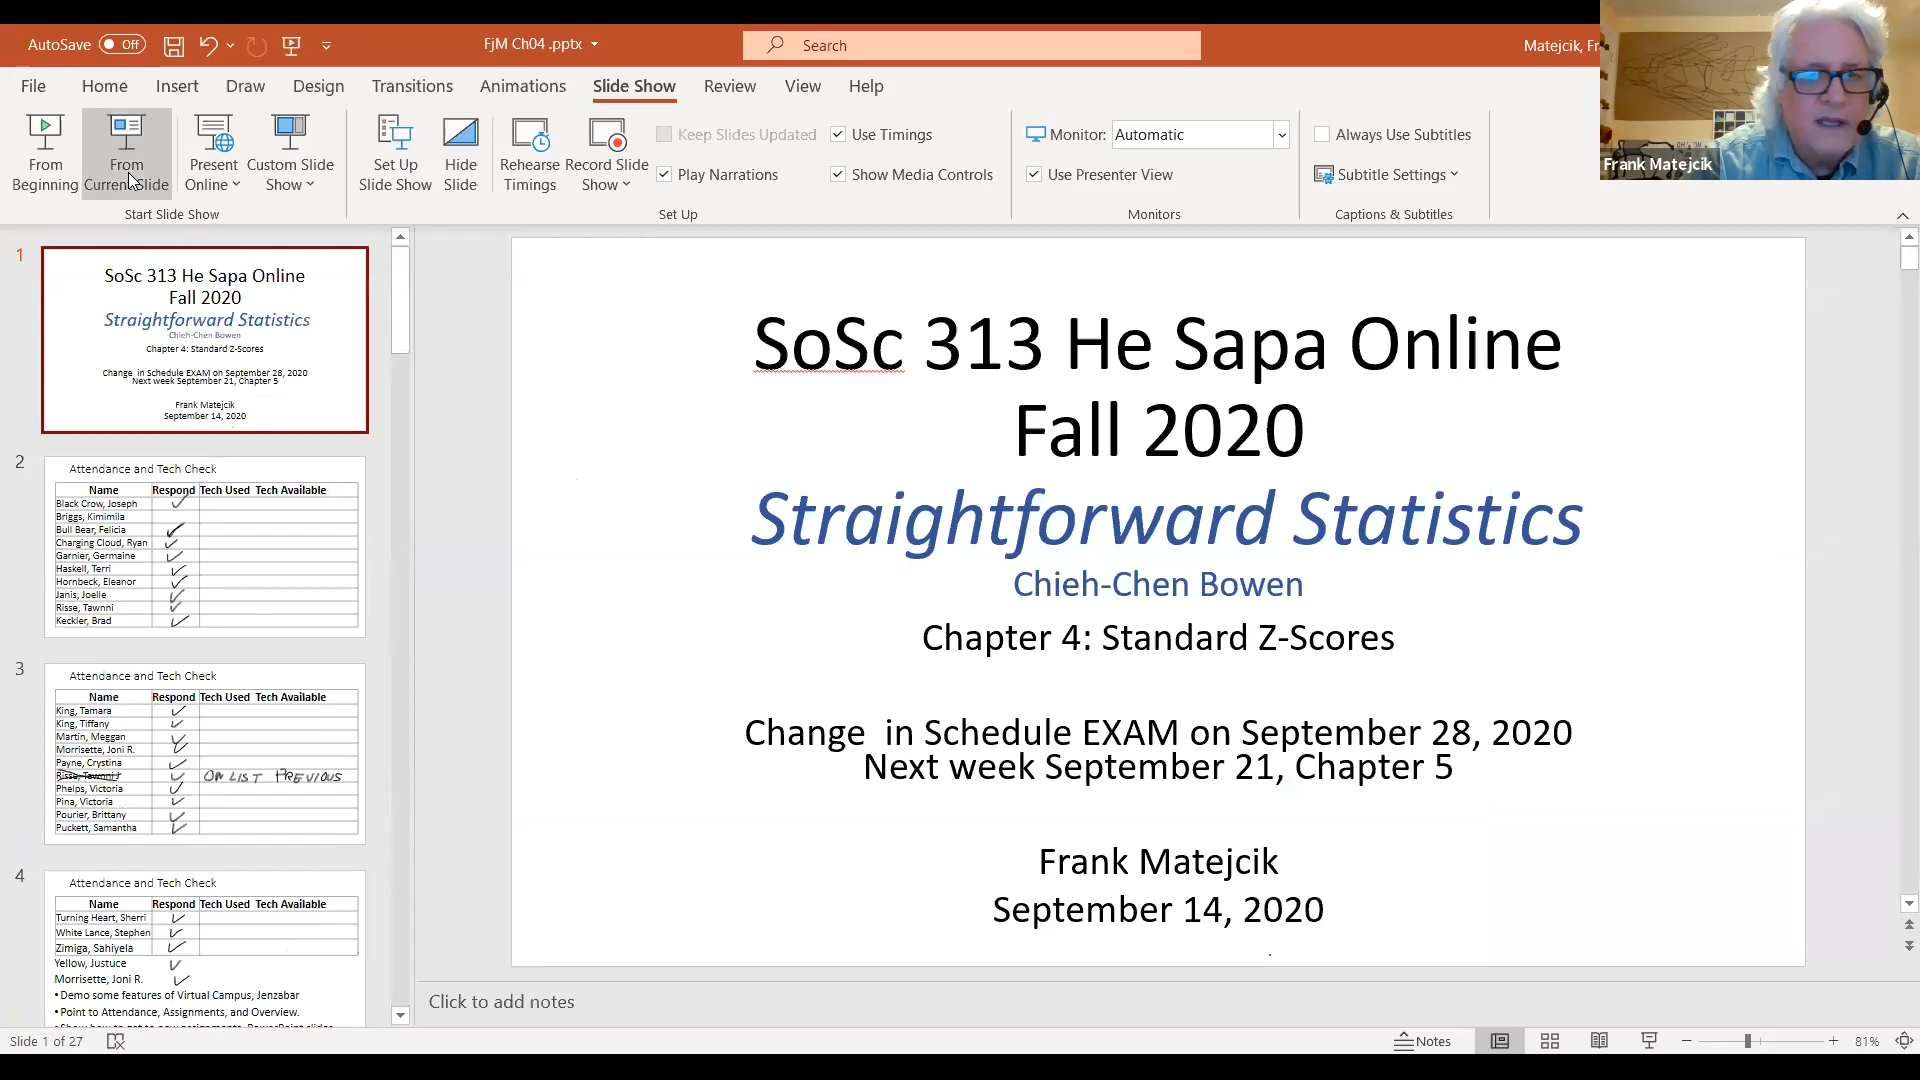 AutoSave Off
FjM Ch04 .pptx
Search
Matejcik, Fr
File Home Insert Draw Design Transitions Animations Slide Show Review View Help
From Beginning
From Current Slide
Present Online
Custom Slide Show
Set Up Slide Show
Hide Slide
Rehearse Timings
Record Slide Show
Keep Slides Updated
Use Timings
Play Narrations
Show Media Controls
Monitor: Automatic
Use Presenter View
Always Use Subtitles
Subtitle Settings
Start Slide Show
Set Up
Monitors
Captions & Subtitles
Frank Matejcik
1
SoSc 313 He Sapa Online
Fall 2020
Straightforward Statistics
Chieh-Chen Bowen
Chapter 4: Standard Z-Scores
Change in Schedule EXAM on September 28, 2020
Next week September 21, Chapter 5
Frank Matejcik
September 14, 2020
2
Attendance and Tech Check
Name Respond Tech Used Tech Available
Black Crow, Joseph
Briggs, Kimimila
Bull Bear, Felicia
Charging Cloud, Ryan
Garnier, Germaine
Haskell, Terri
Hornbeck, Eleanor
Janis, Joelle
Risse, Tawnni
Keckler, Brad
3
Attendance and Tech Check
Name Respond Tech Used Tech Available
King, Tamara
King, Tiffany
Martin, Meggan
Morrisette, Joni R.
Payne, Crystina
Risse, Tawnni J ON LIST PREVIOUS
Phelps, Victoria
Pina, Victoria
Pourier, Brittany
Puckett, Samantha
4
Attendance and Tech Check
Name Respond Tech Used Tech Available
Turning Heart, Sherri
White Lance, Stephen
Zimiga, Sahiyela
Yellow, Justuce
Morrisette, Joni R.
• Demo some features of Virtual Campus, Jenzabar
• Point to Attendance, Assignments, and Overview.
SoSc 313 He Sapa Online
Fall 2020
Straightforward Statistics
Chieh-Chen Bowen
Chapter 4: Standard Z-Scores
Change in Schedule EXAM on September 28, 2020
Next week September 21, Chapter 5
Frank Matejcik
September 14, 2020
Click to add notes
Slide 1 of 27
Notes
81%